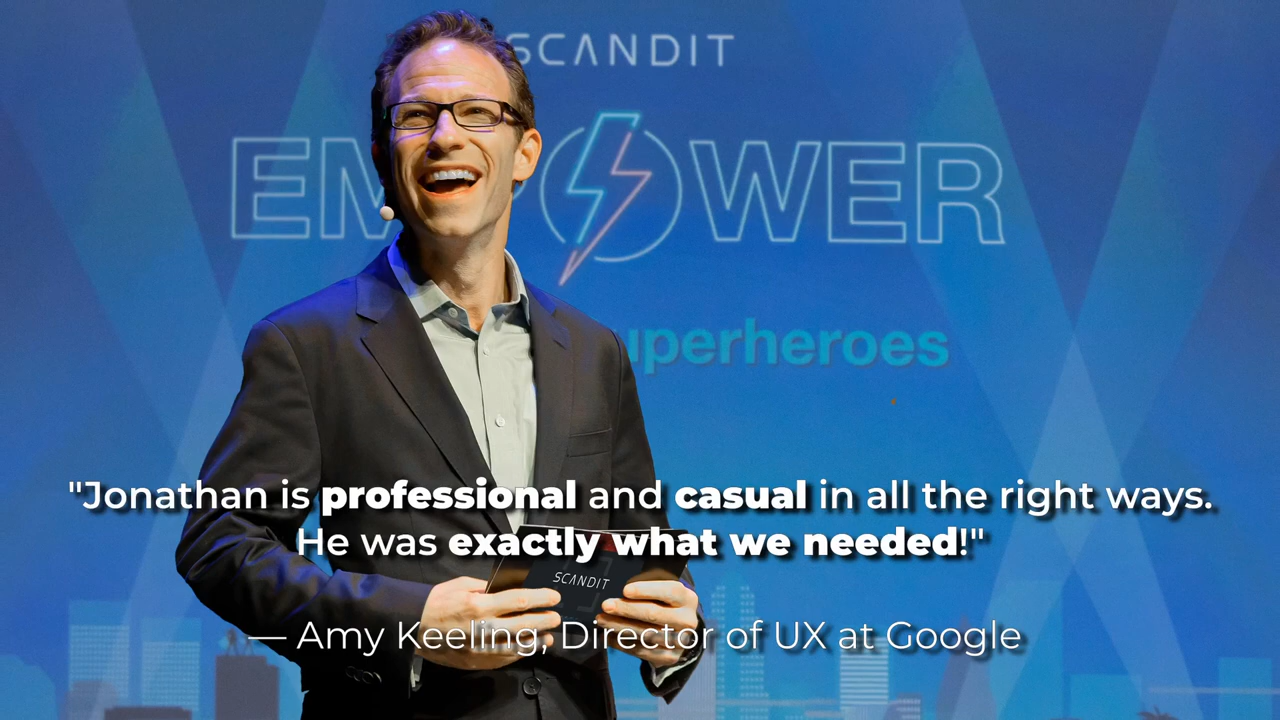 SCANDIT
EMPOWER
superheroes
"Jonathan is professional and casual in all the right ways.
He was exactly what we needed!"
SCANDIT
— Amy Keeling, Director of UX at Google